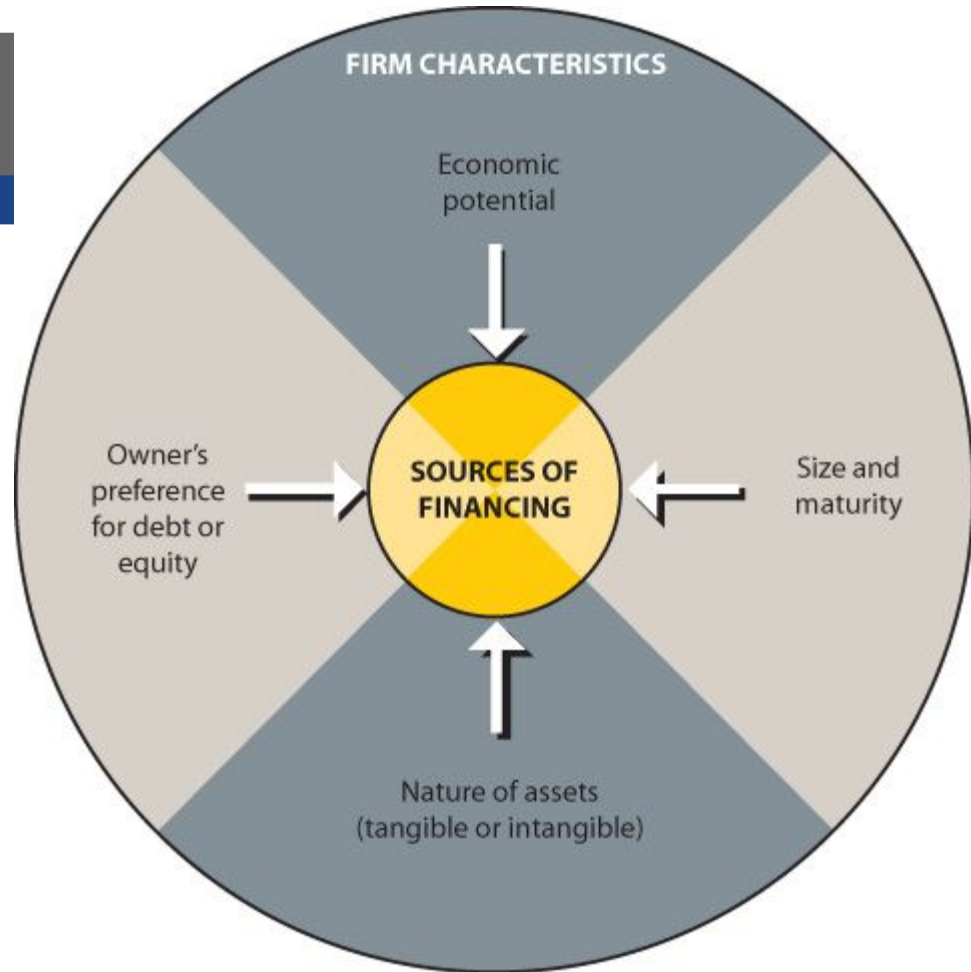 FIRM CHARACTERISTICS
Economic
potential
Owner’s
preference
for debt or
equity
SOURCES OF
FINANCING
Size and
maturity
Nature of assets
(tangible or intangible)